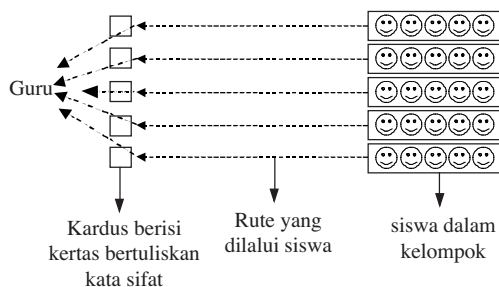 Guru
Kardus berisi
kertas bertuliskan
kata sifat
Rute yang
dilalui siswa
siswa dalam
kelompok